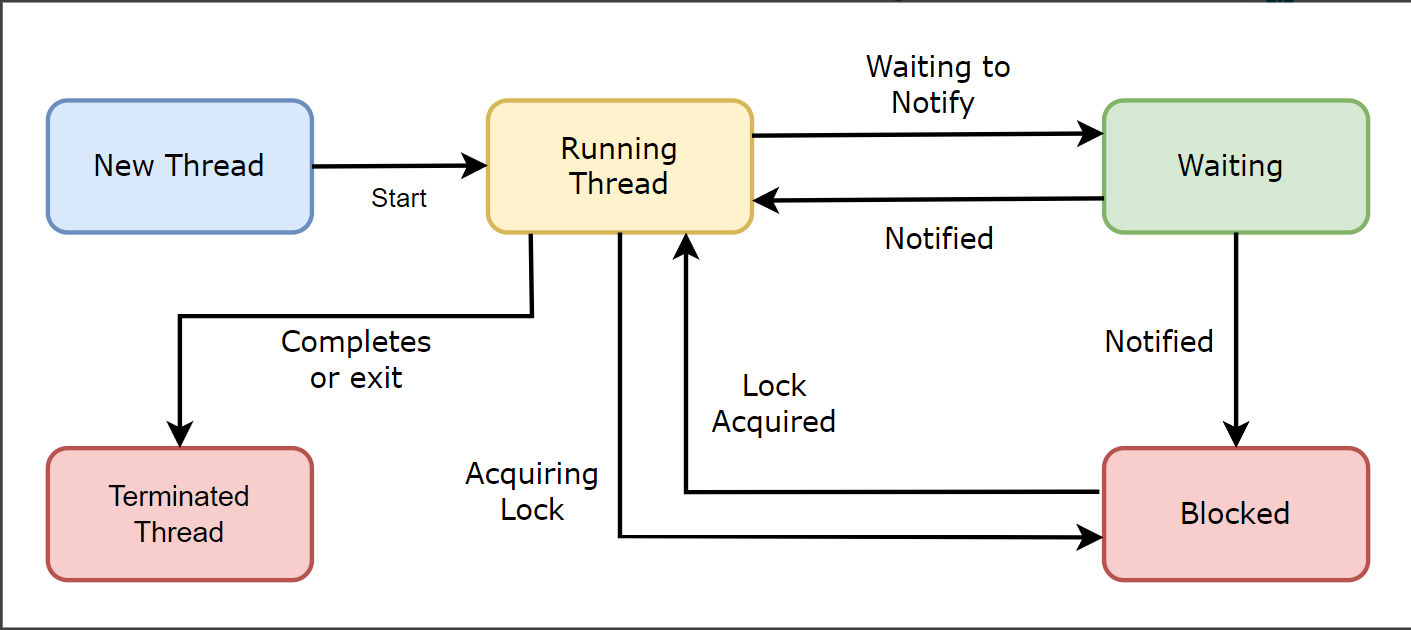 Waiting to
Notify
New Thread
Start
Running
Thread
Waiting
Notified
Completes
or exit
Notified
Lock
Acquired
Acquiring
Lock
Terminated
Thread
Blocked